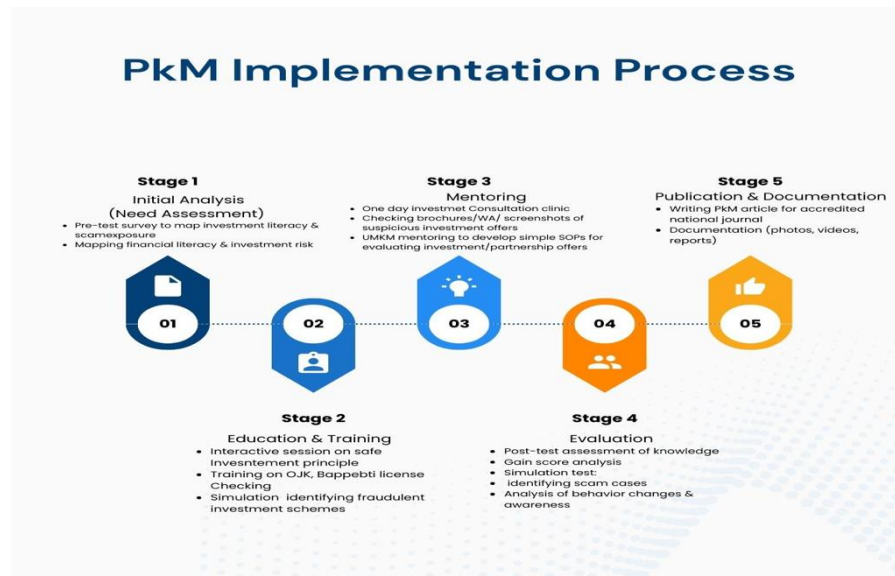 PkM Implementation Process
Stage 1
Initial Analysis
(Need Assessment)
• Pre-test survey to map investment literacy &
scamexposure
• Mapping financial literacy & investment risk
Stage 3
Mentoring
• One day investmet Consultation clinic
• Checking brochures/WA/ screenshots of
suspicious investment offers
• UMKM mentoring to develop simple SOPs for
evaluating investment/partnership offers
Stage 5
Publication & Documentation
• Writing PkM article for accredited
national journal
• Documentation (photos, videos,
reports)
01
02
03
04
05
Stage 2
Education & Training
• Interactive session on safe
Invesntement principle
• Training on OJK, Bappebti license
Checking
• Simulation identifying fraudulent
investment schemes
Stage 4
Evaluation
• Post-test assessment of knowledge
• Gain score analysis
• Simulation test:
• identifying scam cases
• Analysis of behavior changes &
awareness